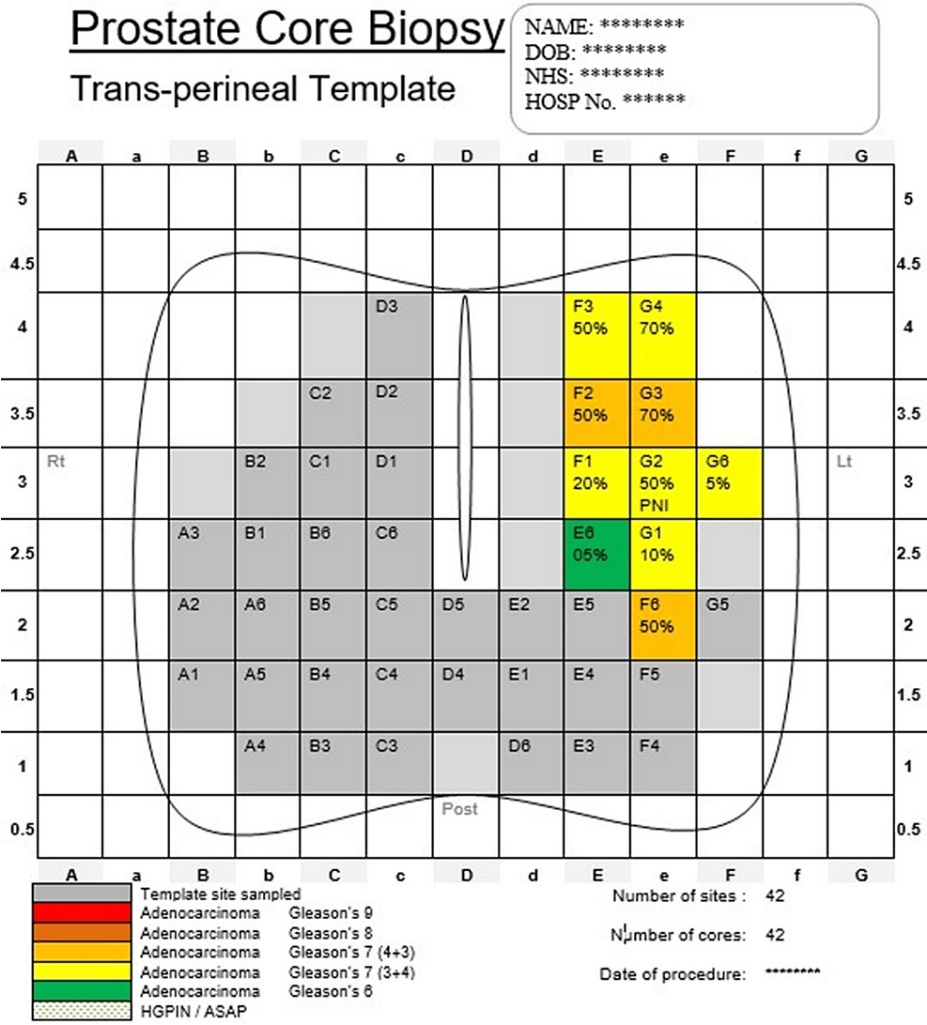 Prostate Core Biopsy
Trans-perineal Template
NAME: ********
DOB: ********
NHS: ********
HOSP No. ******
A a B b C c D d E e F f G
5 5
4.5 4.5
D3 F3 G4
4 50% 70% 4
C2 D2 F2 G3
3.5 50% 70% 3.5
Rt B2 C1 D1 F1 G2 G6 Lt
3 20% 50% 5% 3
PNI
A3 B1 B6 C6 E6 G1
2.5 05% 10% 2.5
A2 A6 B5 C5 D5 E2 E5 F6 G5
2 50% 2
A1 A5 B4 C4 D4 E1 E4 F5
1.5 1.5
A4 B3 C3 D6 E3 F4
1 1
Post
0.5 0.5
A a B b C c D d E e F f G
Template site sampled
Adenocarcinoma Gleason's 9
Adenocarcinoma Gleason's 8
Adenocarcinoma Gleason's 7 (4+3)
Adenocarcinoma Gleason's 7 (3+4)
Adenocarcinoma Gleason's 6
HGPIN / ASAP
Number of sites : 42
Number of cores: 42
Date of procedure: ********